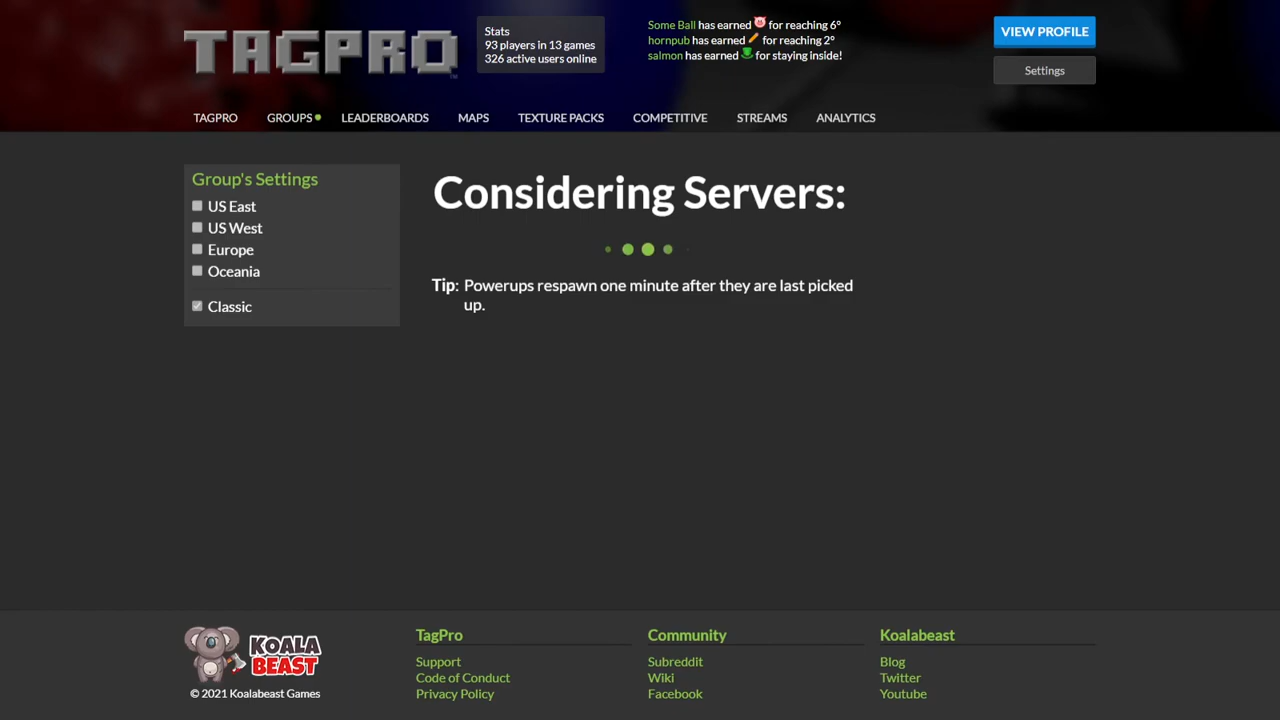 TAGPRO
Stats
93 players in 13 games
326 active users online
Some Ball has earned for reaching 6°
hornpub has earned for reaching 2°
salmon has earned for staying inside!
VIEW PROFILE
Settings
TAGPRO GROUPS LEADERBOARDS MAPS TEXTURE PACKS COMPETITIVE STREAMS ANALYTICS
Group's Settings
US East
US West
Europe
Oceania
Classic
Considering Servers:
Tip: Powerups respawn one minute after they are last picked
up.
KOALA
BEAST
© 2021 Koalabeast Games
TagPro
Support
Code of Conduct
Privacy Policy
Community
Subreddit
Wiki
Facebook
Koalabeast
Blog
Twitter
Youtube